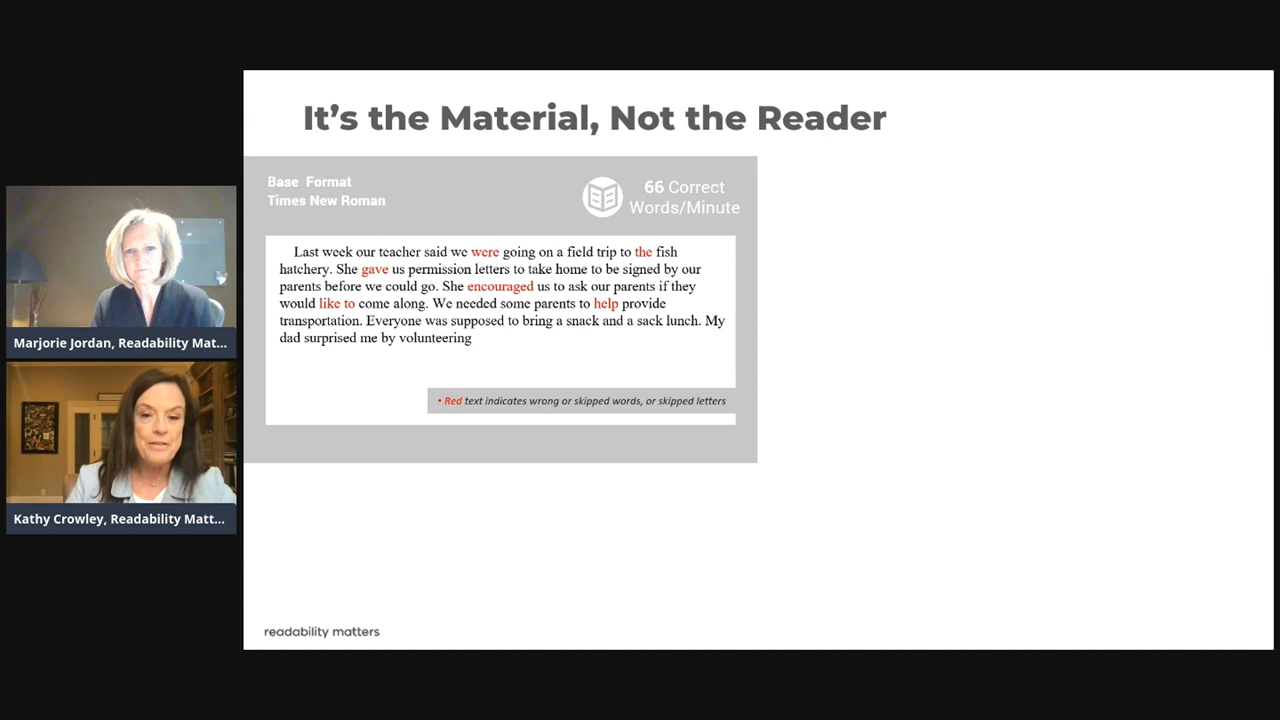 It's the Material, Not the Reader
Base Format
Times New Roman
66 Correct
Words/Minute
Last week our teacher said we were going on a field trip to the fish
hatchery. She gave us permission letters to take home to be signed by our
parents before we could go. She encouraged us to ask our parents if they
would like to come along. We needed some parents to help provide
transportation. Everyone was supposed to bring a snack and a sack lunch. My
dad surprised me by volunteering
• Red text indicates wrong or skipped words, or skipped letters
Marjorie Jordan, Readability Mat...
Kathy Crowley, Readability Matt...
readability matters